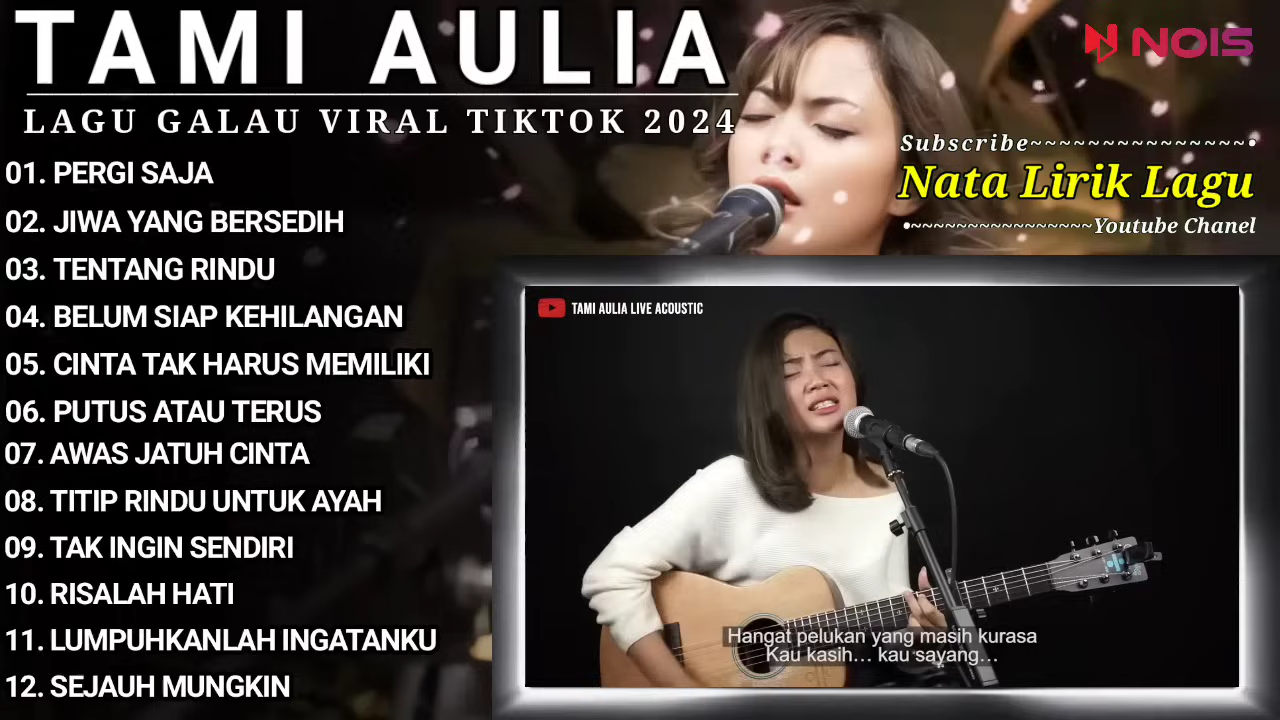 TAMI AULIA
LAGU GALAU VIRAL TIKTOK 2024
NOIS
Subscribe~~~~~~~~~~~~~~~•
Nata Lirik Lagu
•~~~~~~~~~~~~~~~~Youtube Chanel
01. PERGI SAJA
02. JIWA YANG BERSEDIH
03. TENTANG RINDU
04. BELUM SIAP KEHILANGAN
05. CINTA TAK HARUS MEMILIKI
06. PUTUS ATAU TERUS
07. AWAS JATUH CINTA
08. TITIP RINDU UNTUK AYAH
09. TAK INGIN SENDIRI
10. RISALAH HATI
11. LUMPUHKANLAH INGATANKU
12. SEJAUH MUNGKIN
TAMI AULIA LIVE ACOUSTIC
Hangat pelukan yang masih kurasa
Kau kasih... kau sayang...